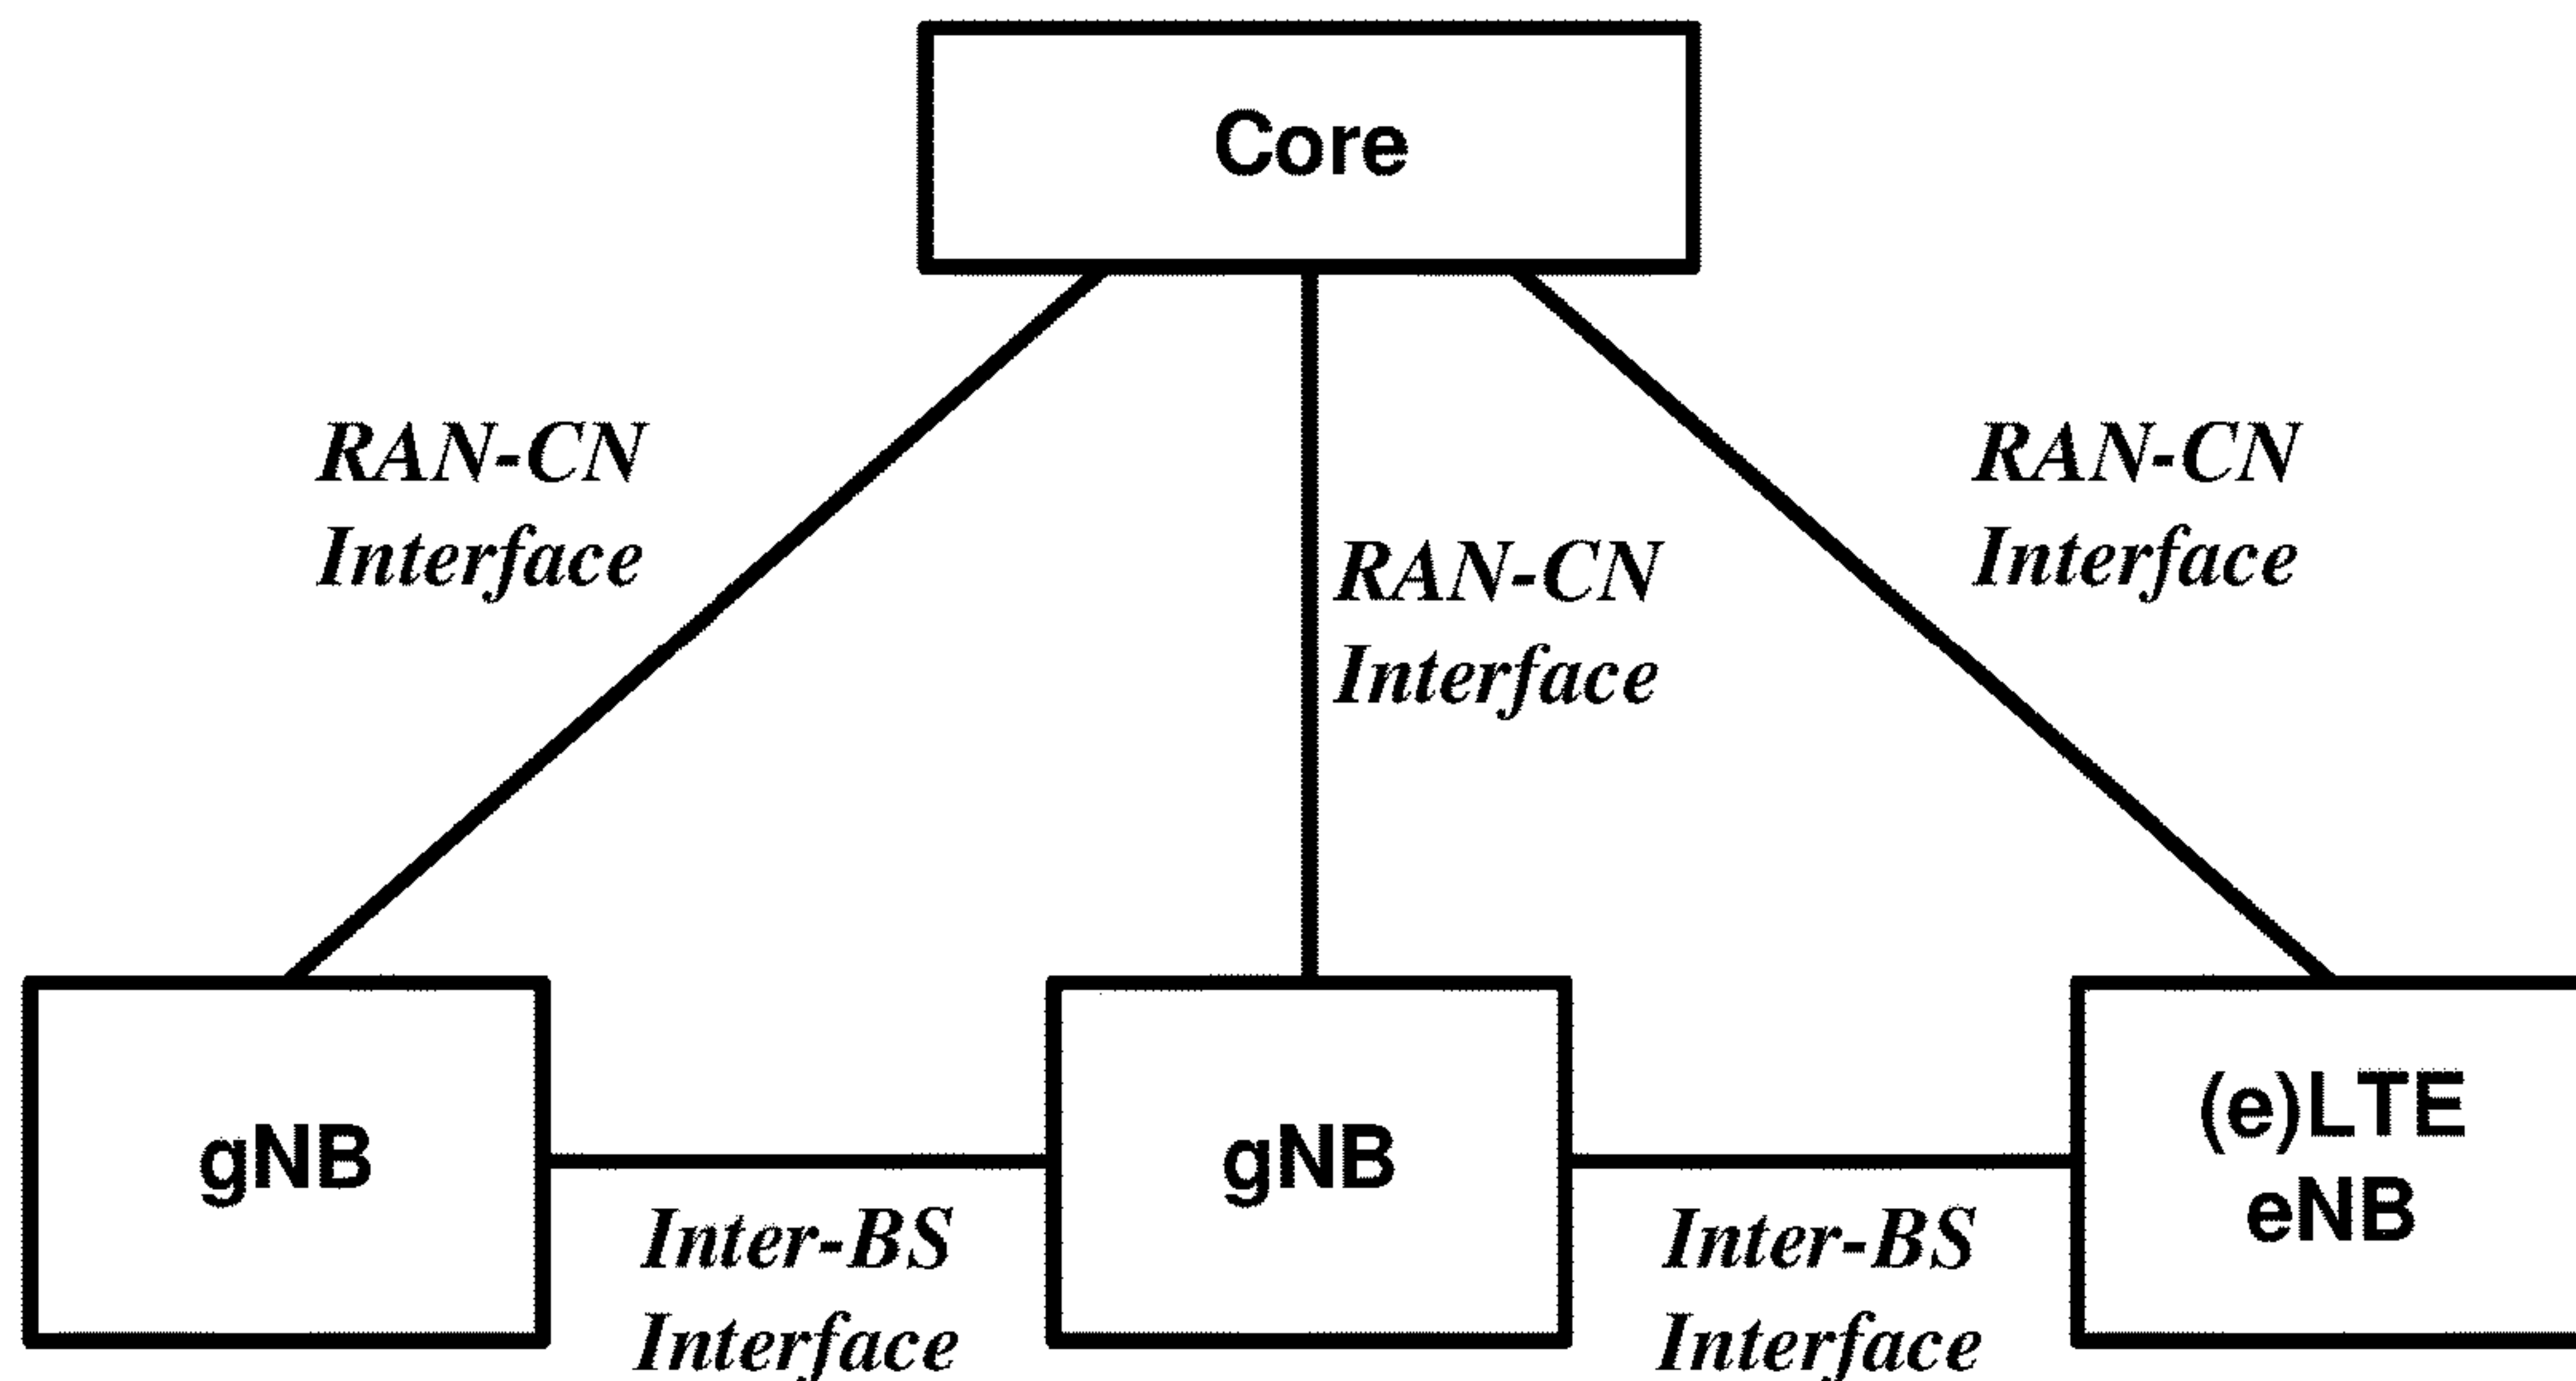 Core
RAN-CN
Interface
RAN-CN
Interface
RAN-CN
Interface
gNB
gNB
(e)LTE
eNB
Inter-BS
Interface
Inter-BS
Interface